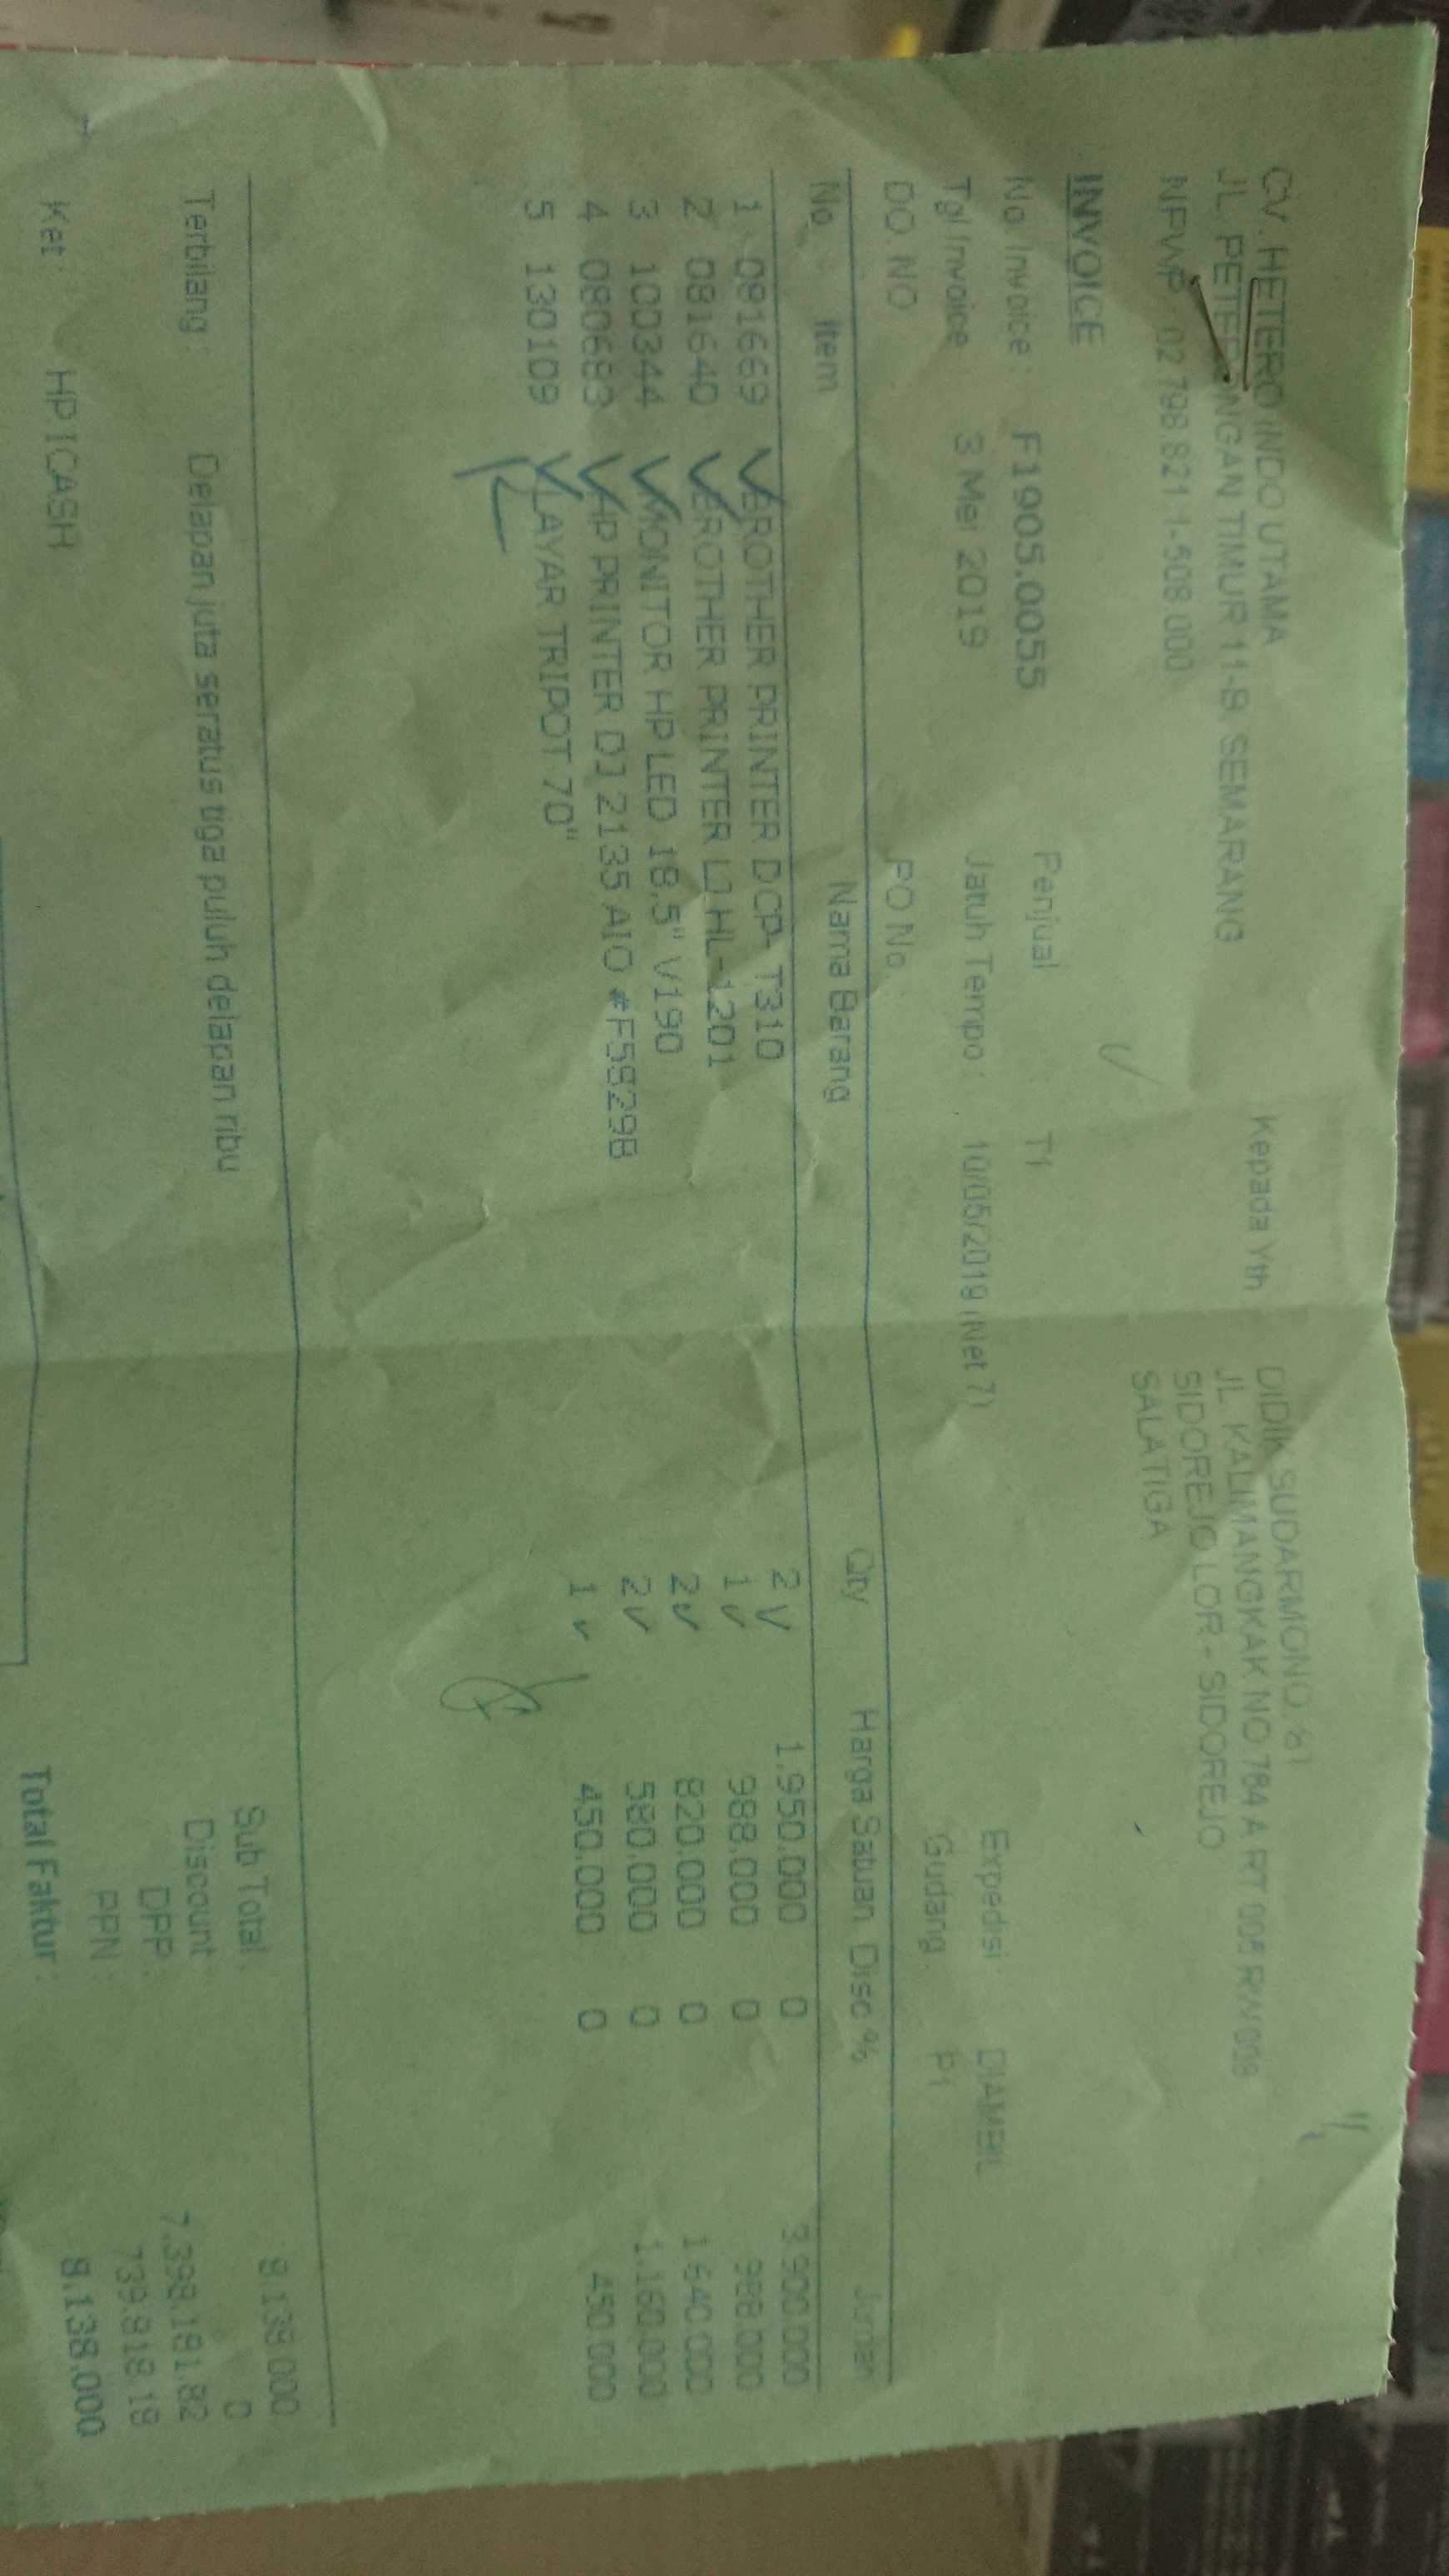 CV. HETERO INDO UTAMA
JL. PETERONGAN TIMUR 11-B, SEMARANG
NPWP 02.798.821-1-508.000
Kepada Yth
DIDIK SUDARMONO, 61
JL. KALIMANGKAK NO 784 A RT 006 RW/008
SIDOREJO LOR - SIDOREJO
SALATIGA
INVOICE
No Invoice : F1905.0055 Penjual T1
Tgl Invoice 3 Mei 2019 Jatuh Tempo : 10/05/2019 (Net 7) Expedisi : DIAMBIL
DO. NO PO No. Gudang : P1
No. Item Nama Barang Qty Harga Satuan Disc % Jumlah
1 081669 BROTHER PRINTER DCP- T310 2 1.950.000 0 3.900.000
2 081640 BROTHER PRINTER LJ HL-1201 1 988.000 0 988.000
3 100344 MONITOR HP LED 18,5" V190 2 820.000 0 1.640.000
4 080683 HP PRINTER DJ 2135 AIO #F5S29B 2 580.000 0 1.160.000
5 130109 LAYAR TRIPOT 70" 1 450.000 0 450.000
Terbilang : Delapan juta seratus tiga puluh delapan ribu
Sub Total : 8.138.000
Discount 0
DPP : 7.398.181.82
PPN : 739.818.18
Ket : HP 1 CASH
Total Faktur : 8.138.000